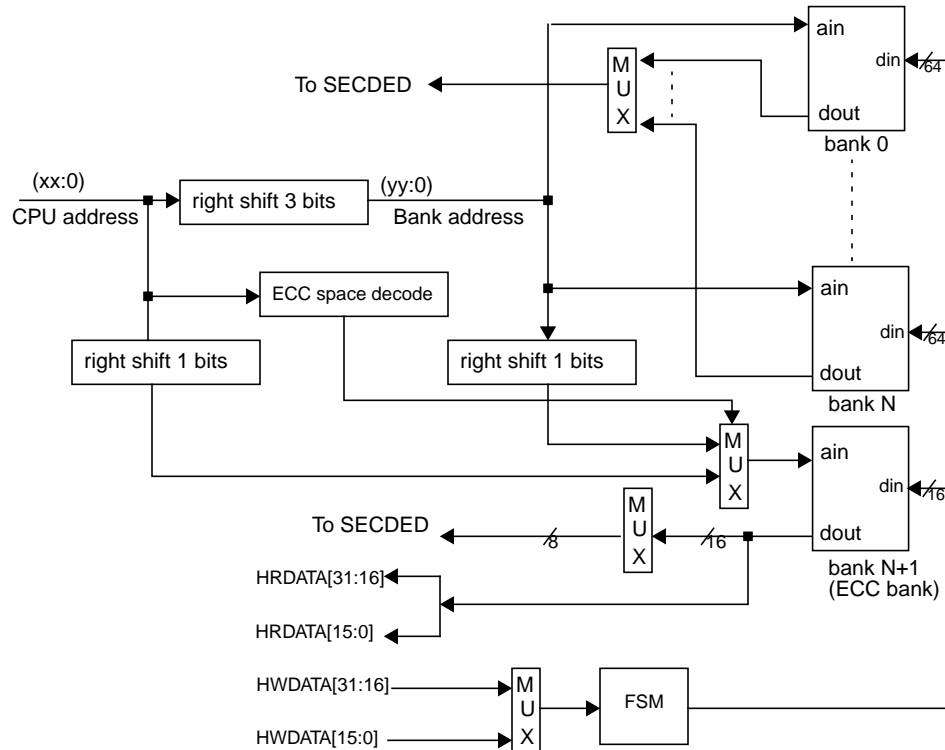 ain
din
64
dout
bank 0
M
U
X
To SECDED
(xx:0)
CPU address
right shift 3 bits
(yy:0)
Bank address
ECC space decode
ain
din
64
dout
bank N
right shift 1 bits
right shift 1 bits
M
U
X
ain
din
16
dout
bank N+1
(ECC bank)
To SECDED
8
M
U
X
16
HRDATA[31:16]
HRDATA[15:0]
HWDATA[31:16]
HWDATA[15:0]
M
U
X
FSM